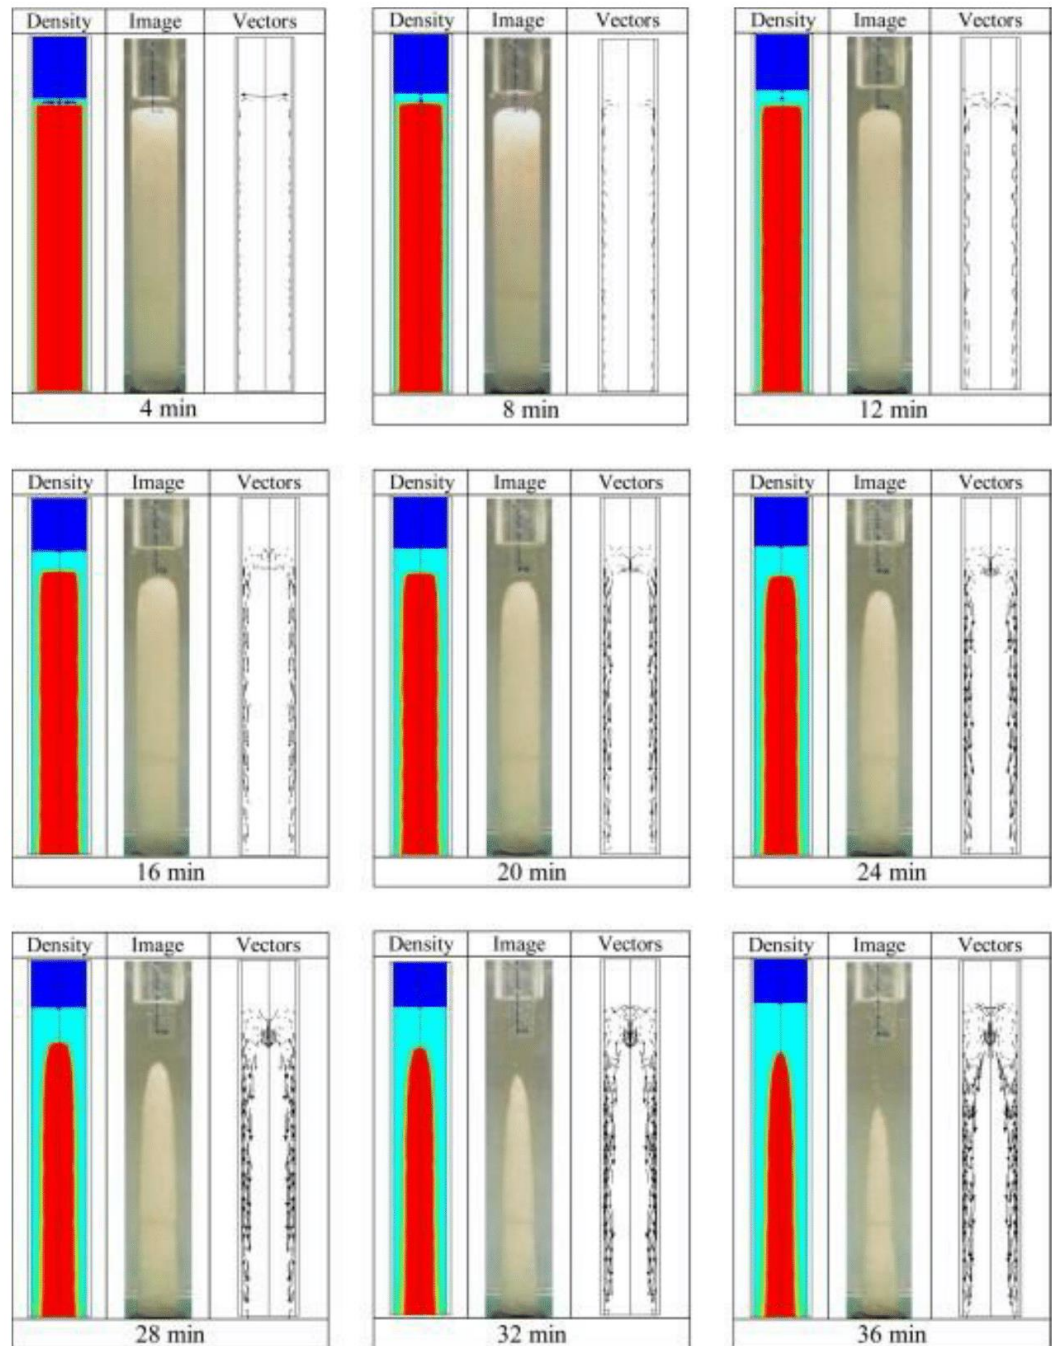 Density Image Vectors Density Image Vectors Density Image Vectors
4 min 8 min 12 min
Density Image Vectors Density Image Vectors Density Image Vectors
16 min 20 min 24 min
Density Image Vectors Density Image Vectors Density Image Vectors
28 min 32 min 36 min